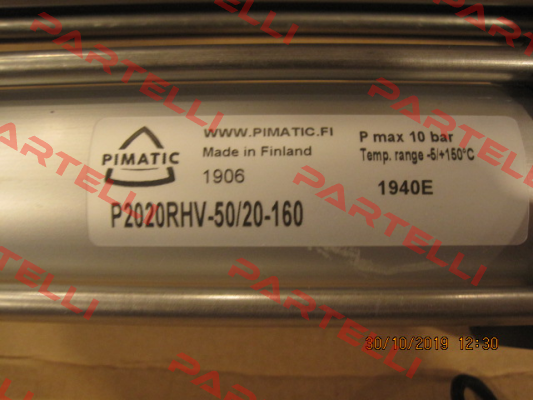 PIMATIC
WWW.PIMATIC.FI
Made in Finland
1906
P max 10 bar
Temp. range -5/+150°C
1940E
P2020RHV-50/20-160
PARTELLI
PARTELLI
PARTELLI
PARTELLI
PARTELLI
30/10/2019 12:30